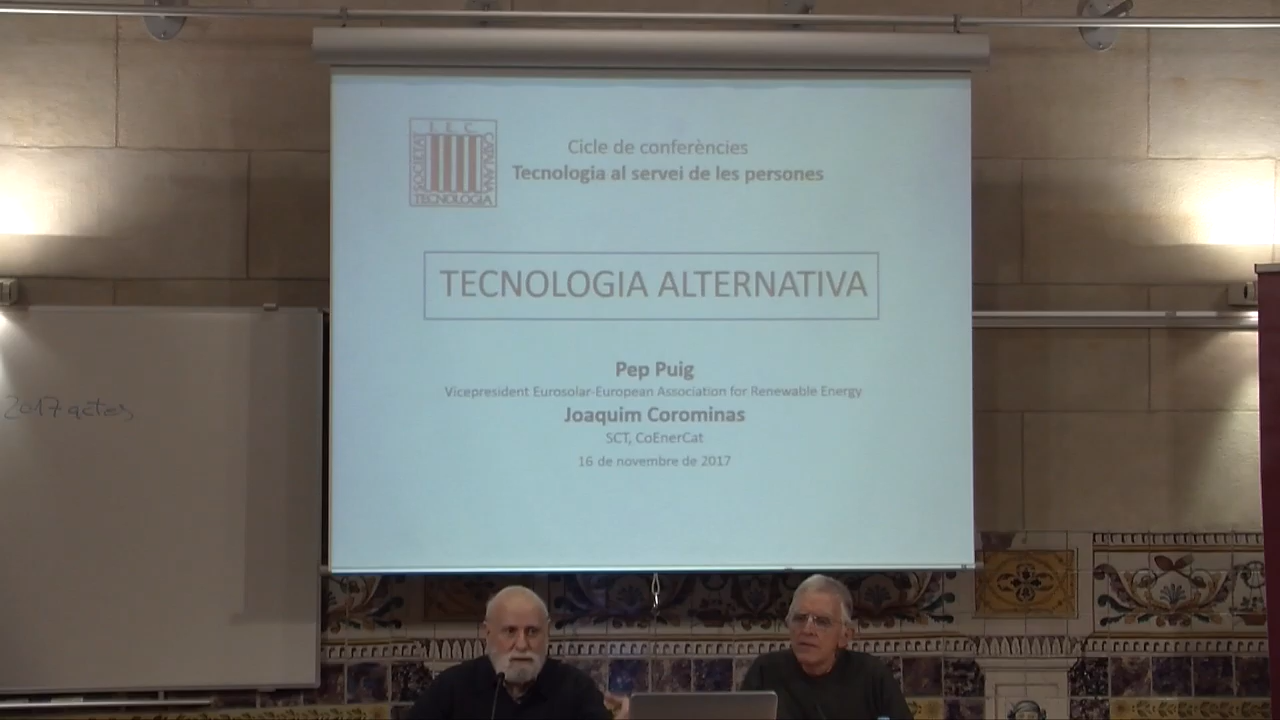 I.E.C.
SOCIETAT
CATALANA
TECNOLOGIA
Cicle de conferències
Tecnologia al servei de les persones
TECNOLOGIA ALTERNATIVA
Pep Puig
Vicepresident Eurosolar-European Association for Renewable Energy
Joaquim Corominas
SCT, CoEnerCat
16 de novembre de 2017
2017 actes